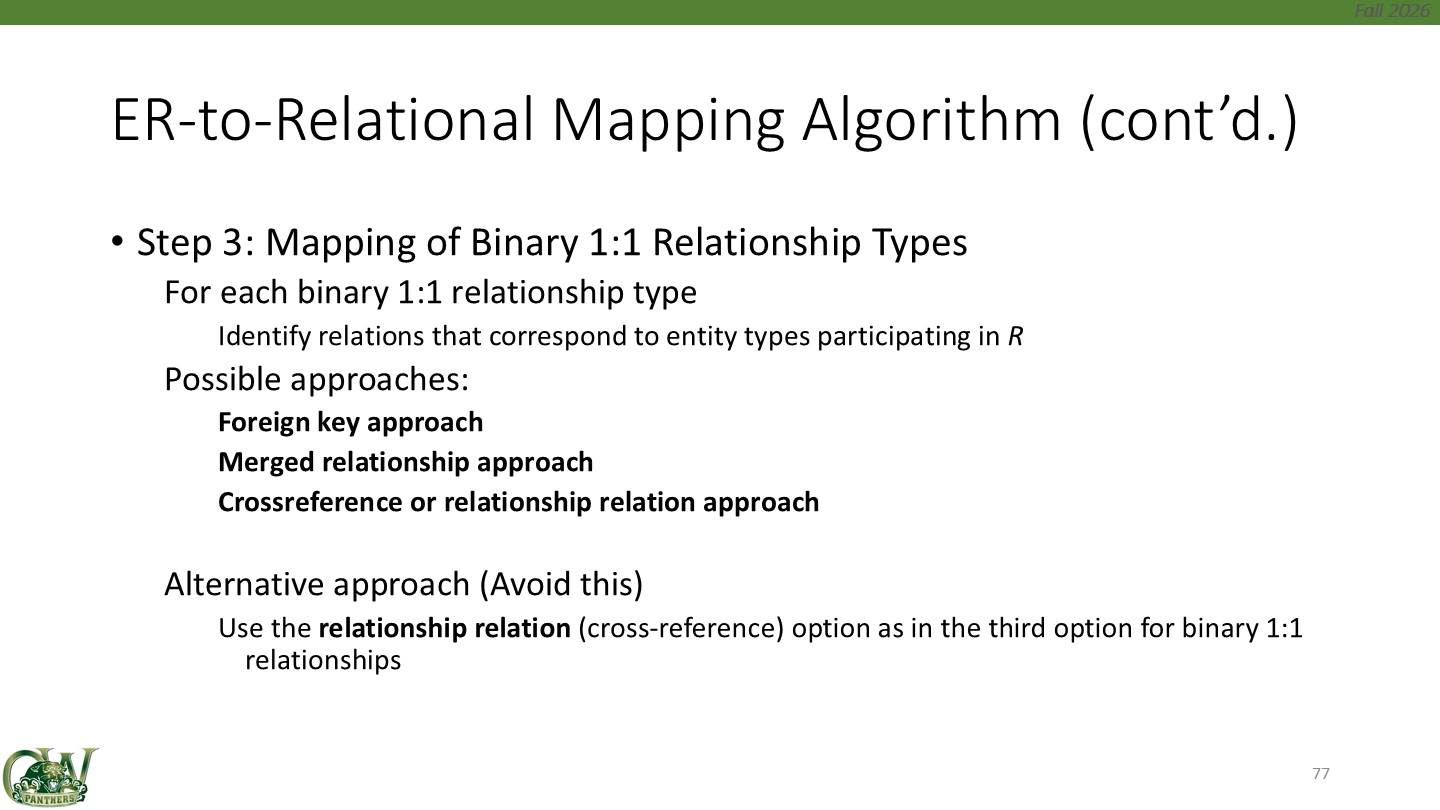 Fall 2026
ER-to-Relational Mapping Algorithm (cont’d.)
• Step 3: Mapping of Binary 1:1 Relationship Types
For each binary 1:1 relationship type
Identify relations that correspond to entity types participating in R
Possible approaches:
Foreign key approach
Merged relationship approach
Crossreference or relationship relation approach
Alternative approach (Avoid this)
Use the relationship relation (cross-reference) option as in the third option for binary 1:1
relationships
OW
PANTHERS
77